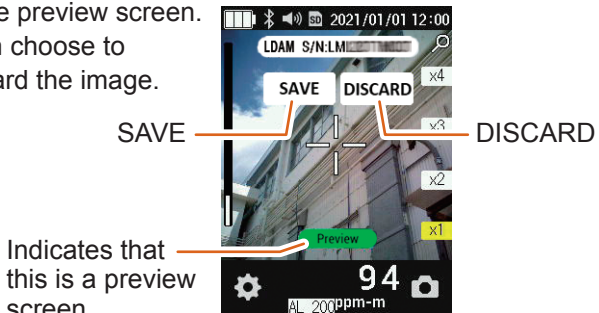 e preview screen.
choose to
ard the image.
2021/01/01 12:00
LDAM S/N:LM
SAVE
DISCARD
x4
x3
SAVE
DISCARD
x2
x1
Preview
Indicates that
this is a preview
screen
94
AL 200ppm-m